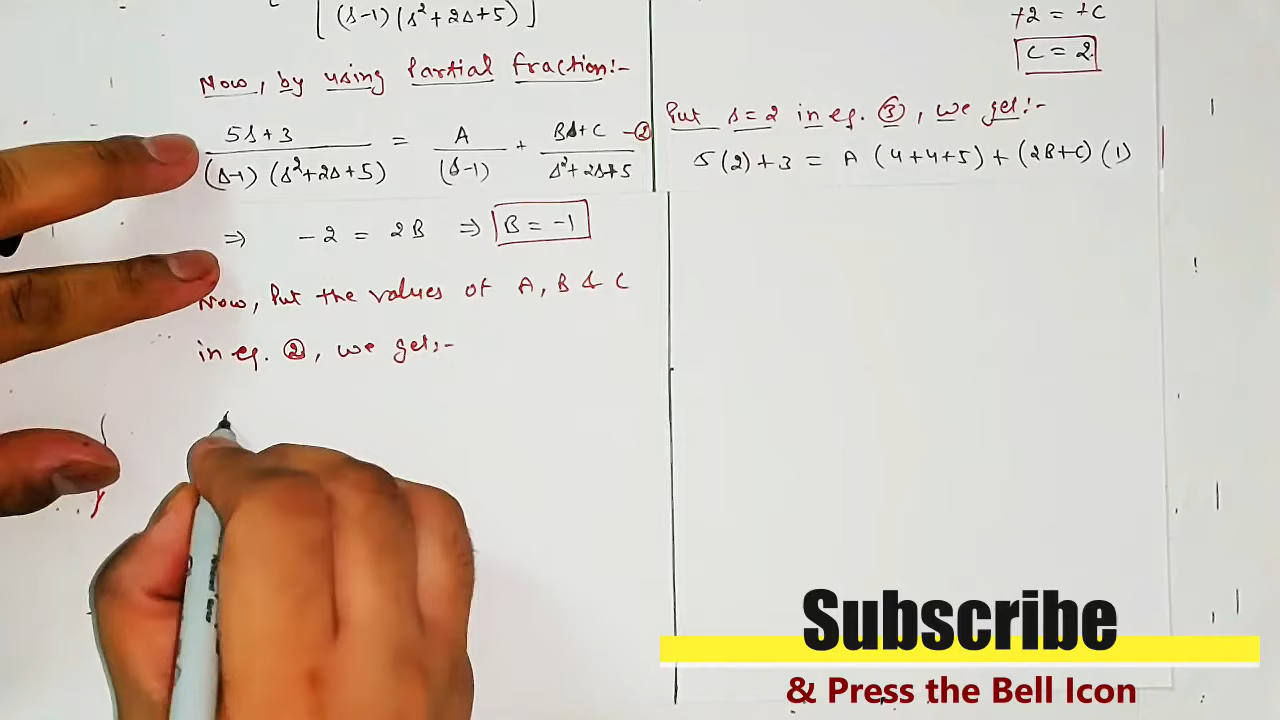 [(s-1)(s²+2s+5)]
Now, by using Partial fraction:-
5s+3 / (s-1)(s²+2s+5) = A / (s-1) + Bs+C / s²+2s+5 -②
⇒ -2 = 2B ⇒ B = -1
Now, Put the values of A, B & C
in eq. ②, we get:-
+2 = +C
C = 2
Put s=2 in eq. ③, we get:-
5(2)+3 = A (4+4+5) + (2B+C) (1)
Subscribe
& Press the Bell Icon